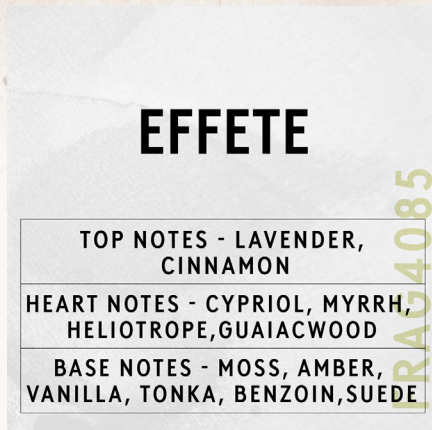 EFFETE
TOP NOTES - LAVENDER,
CINNAMON
HEART NOTES - CYPRIOL, MYRRH,
HELIOTROPE,GUAIACWOOD
BASE NOTES - MOSS, AMBER,
VANILLA, TONKA, BENZOIN,SUEDE
FRAG4085